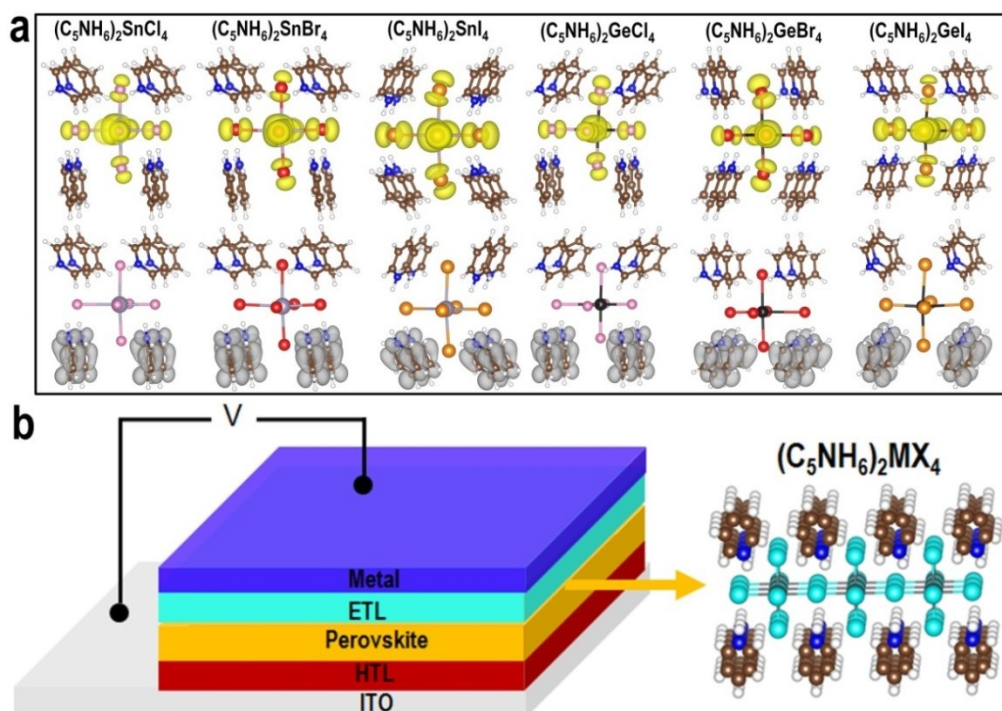 a
(C₅NH₆)₂SnCl₄ (C₅NH₆)₂SnBr₄ (C₅NH₆)₂SnI₄ (C₅NH₆)₂GeCl₄ (C₅NH₆)₂GeBr₄ (C₅NH₆)₂GeI₄
b
V
(C₅NH₆)₂MX₄
Metal
ETL
Perovskite
HTL
ITO